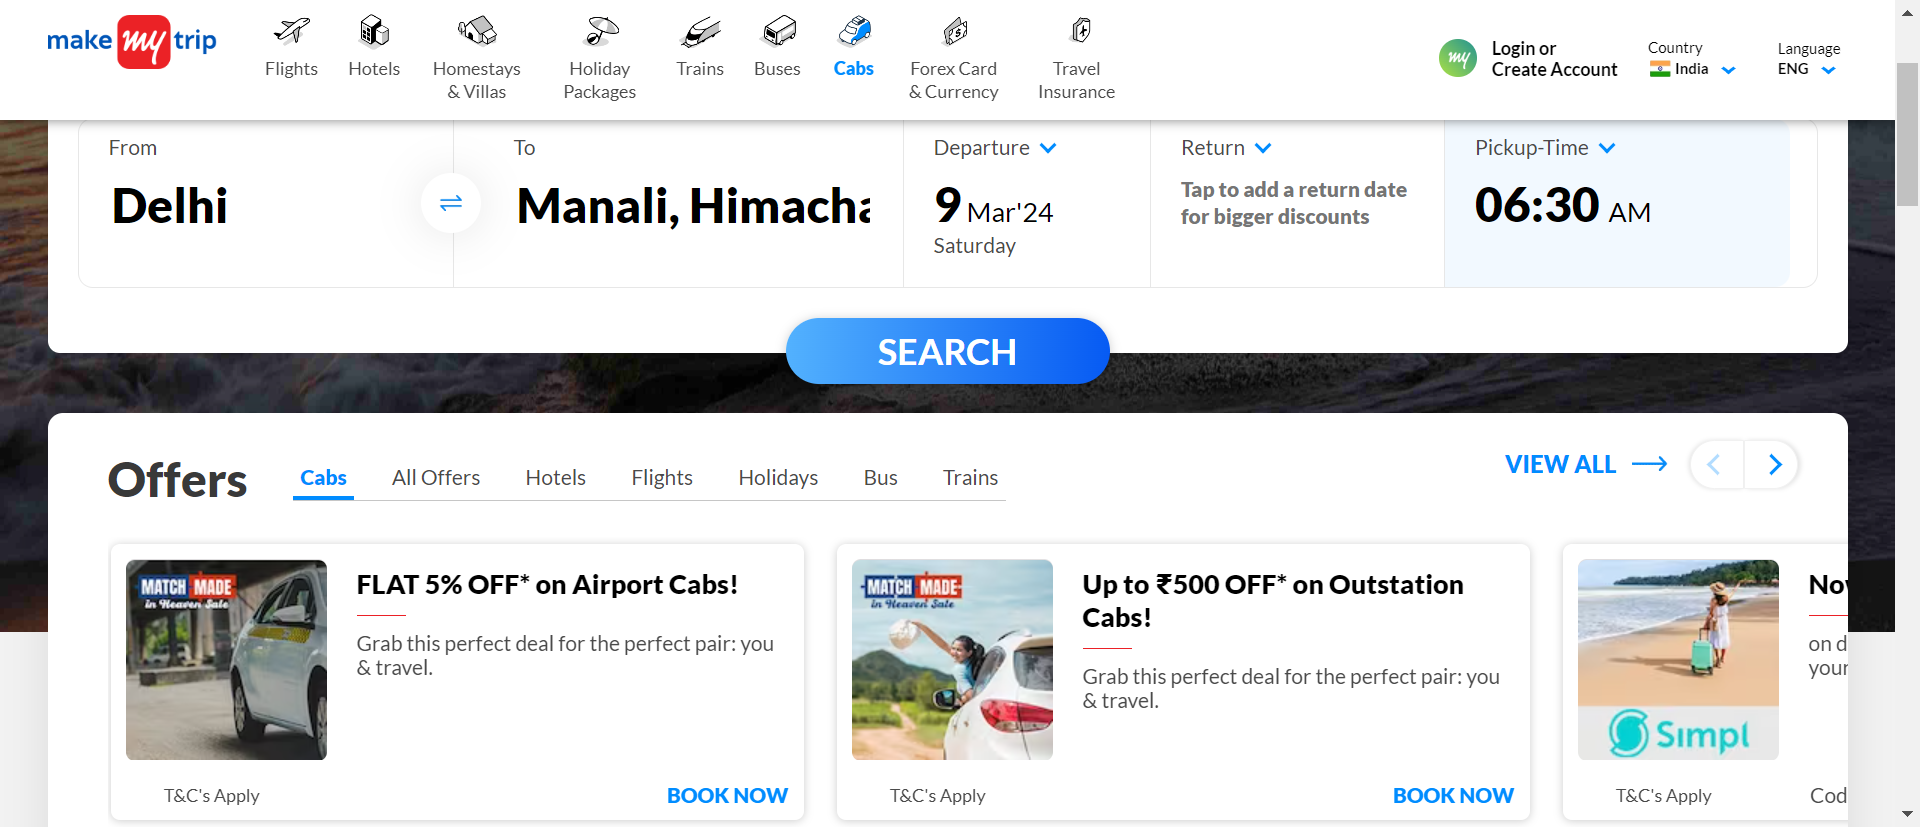 make my trip
Flights
Hotels
Homestays
& Villas
Holiday
Packages
Trains
Buses
Cabs
Forex Card
& Currency
Travel
Insurance
my
Login or
Create Account
Country
India
Language
ENG
From
Delhi
To
Manali, Himacha
Departure
9 Mar'24
Saturday
Return
Tap to add a return date
for bigger discounts
Pickup-Time
06:30 AM
SEARCH
Offers
Cabs
All Offers
Hotels
Flights
Holidays
Bus
Trains
VIEW ALL
MATCH MADE
in Heaven Sale
FLAT 5% OFF* on Airport Cabs!
Grab this perfect deal for the perfect pair: you
& travel.
T&C's Apply
BOOK NOW
MATCH MADE
in Heaven Sale
Up to ₹500 OFF* on Outstation
Cabs!
Grab this perfect deal for the perfect pair: you
& travel.
T&C's Apply
BOOK NOW
Simpl
No
on d
your
T&C's Apply
Cod